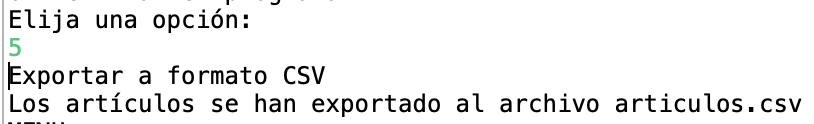 Elija una opción:
5
Exportar a formato CSV
Los artículos se han exportado al archivo articulos.csv